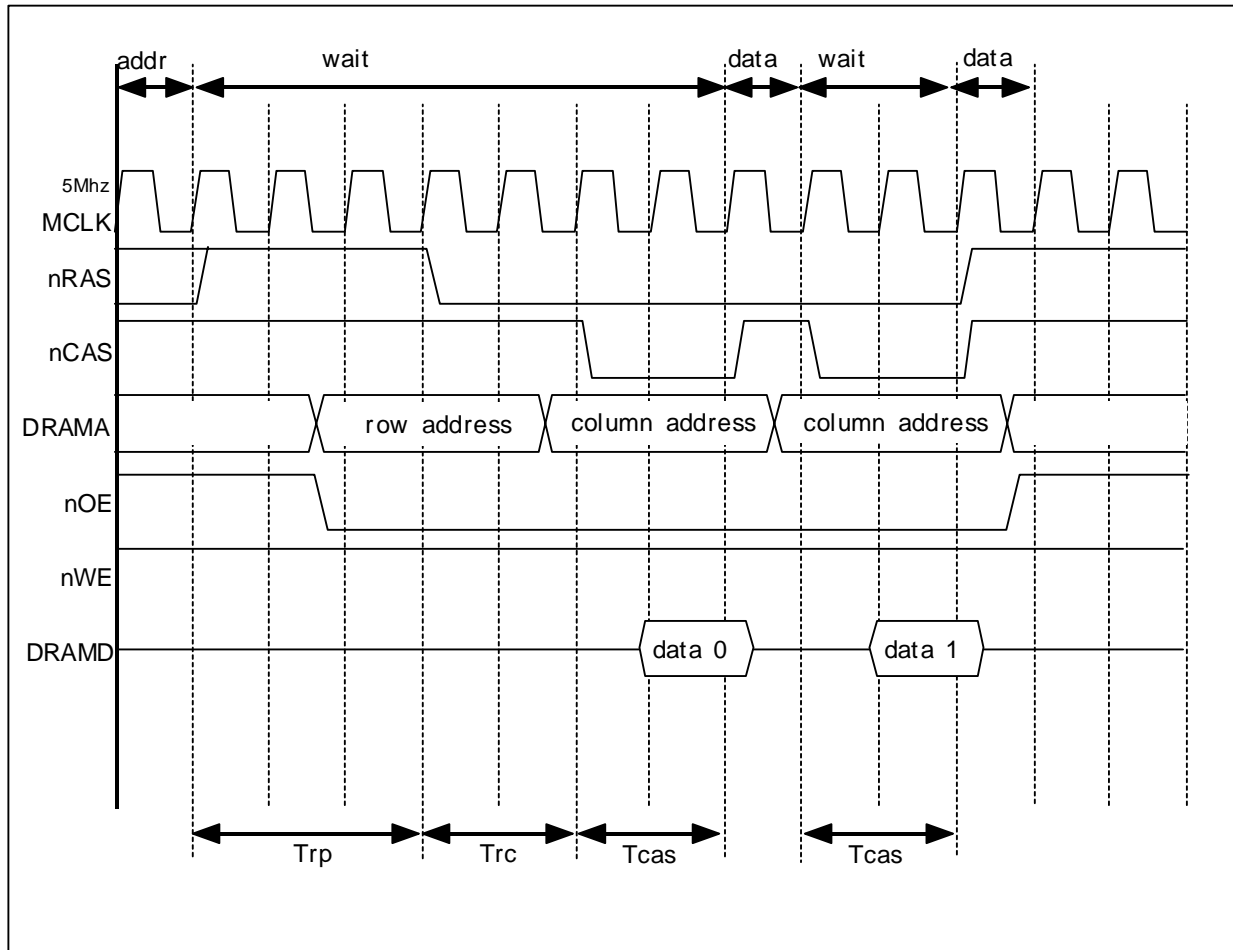 addr wait data wait data
5Mhz
MCLK
nRAS
nCAS
DRAMA row address column address column address
nOE
nWE
DRAMD data 0 data 1
Trp Trc Tcas Tcas